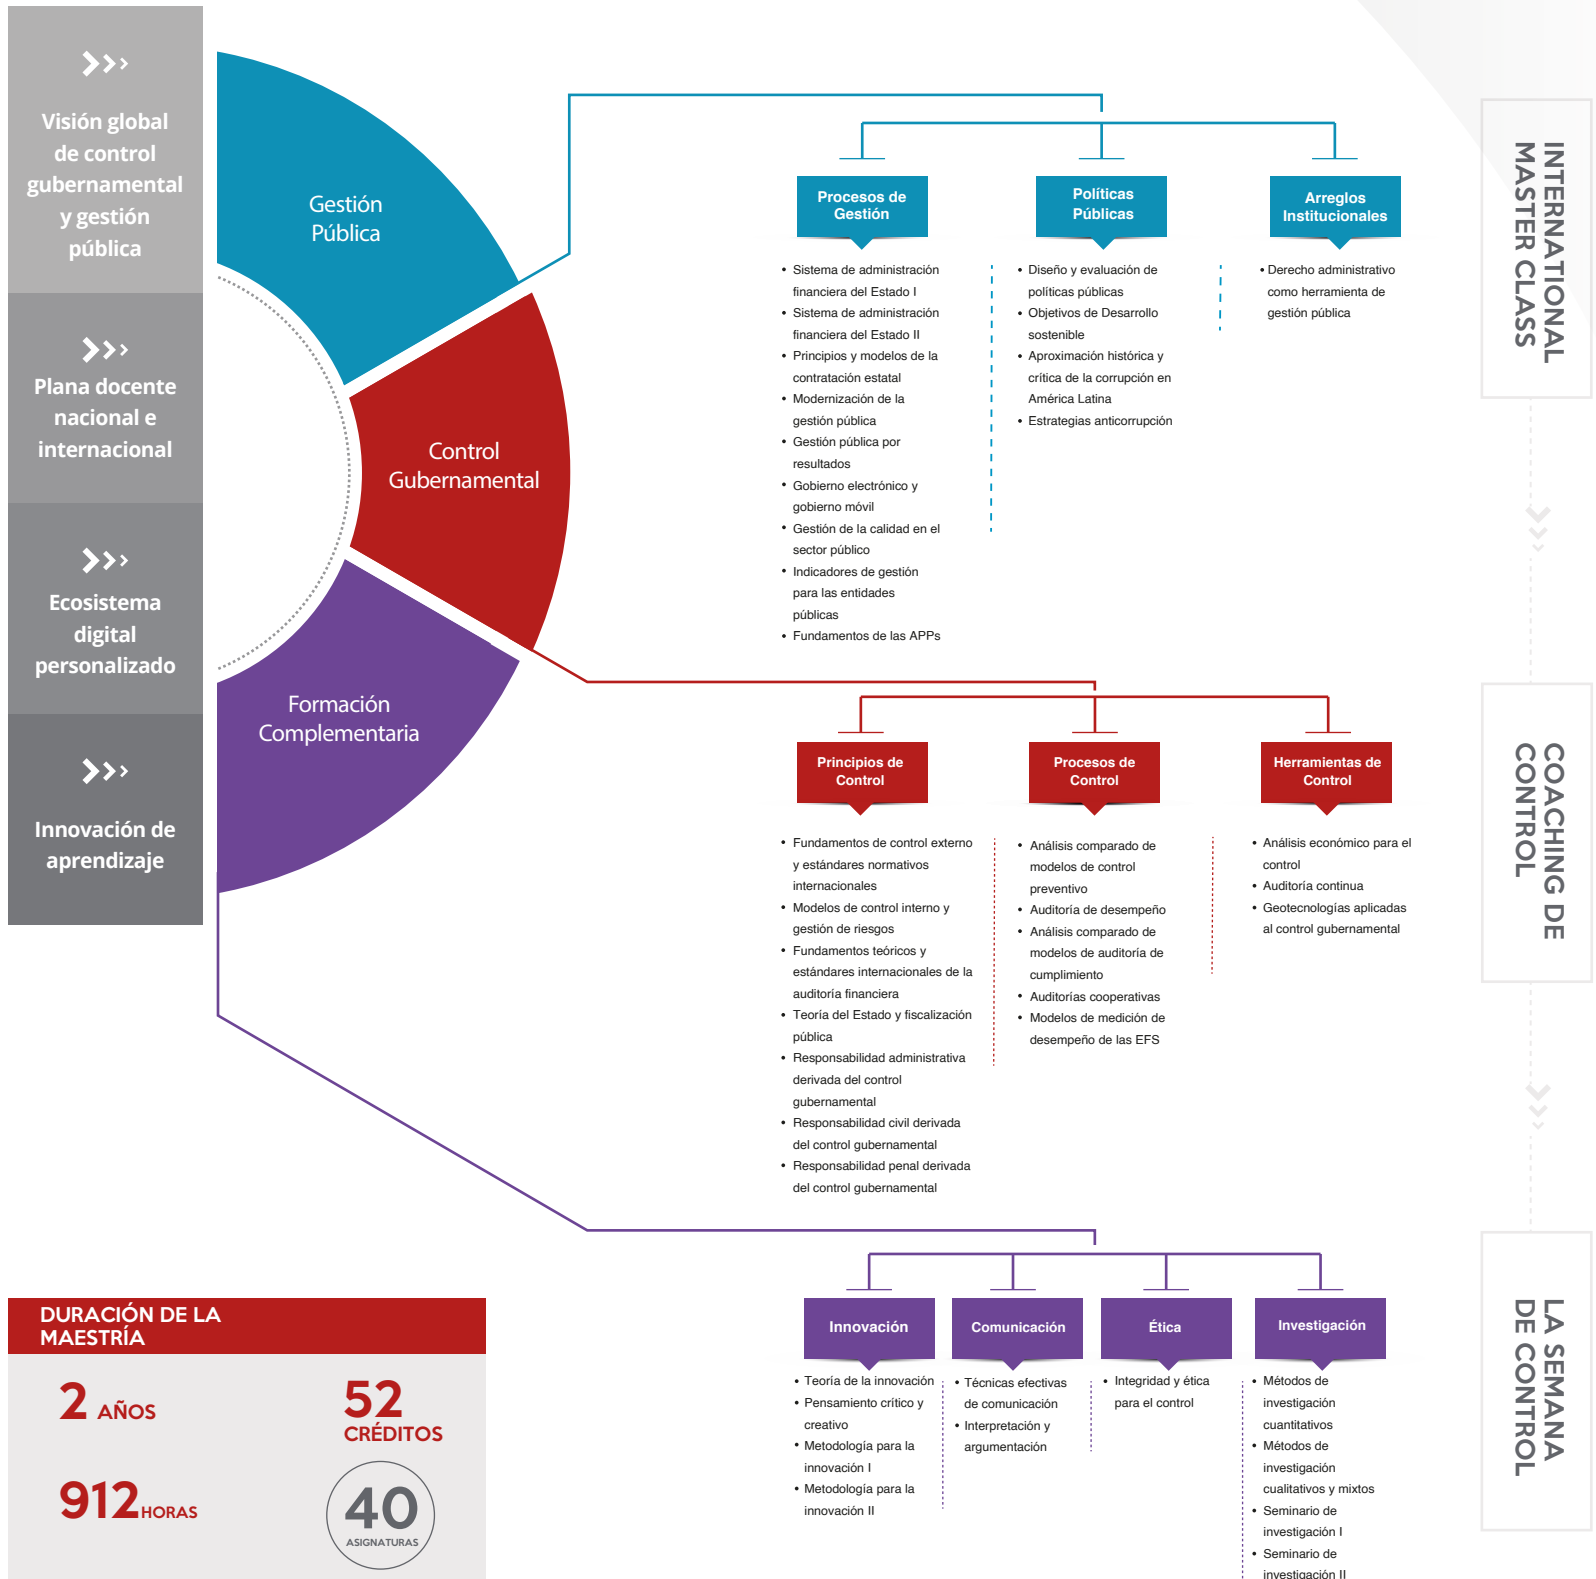 Visión global
de control
gubernamental
y gestión
pública
Plana docente
nacional e
internacional
Ecosistema
digital
personalizado
Innovación de
aprendizaje
Gestión
Pública
Control
Gubernamental
Formación
Complementaria
Procesos de
Gestión
• Sistema de administración
financiera del Estado I
• Sistema de administración
financiera del Estado II
• Principios y modelos de la
contratación estatal
• Modernización de la
gestión pública
• Gestión pública por
resultados
• Gobierno electrónico y
gobierno móvil
• Gestión de la calidad en el
sector público
• Indicadores de gestión
para las entidades
públicas
• Fundamentos de las APPs
Políticas
Públicas
• Diseño y evaluación de
políticas públicas
• Objetivos de Desarrollo
sostenible
• Aproximación histórica y
crítica de la corrupción en
América Latina
• Estrategias anticorrupción
Arreglos
Institucionales
• Derecho administrativo
como herramienta de
gestión pública
Principios de
Control
• Fundamentos de control externo
y estándares normativos
internacionales
• Modelos de control interno y
gestión de riesgos
• Fundamentos teóricos y
estándares internacionales de la
auditoría financiera
• Teoría del Estado y fiscalización
pública
• Responsabilidad administrativa
derivada del control
gubernamental
• Responsabilidad civil derivada
del control gubernamental
• Responsabilidad penal derivada
del control gubernamental
Procesos de
Control
• Análisis comparado de
modelos de control
preventivo
• Auditoría de desempeño
• Análisis comparado de
modelos de auditoría de
cumplimiento
• Auditorías cooperativas
• Modelos de medición de
desempeño de las EFS
Herramientas de
Control
• Análisis económico para el
control
• Auditoría continua
• Geotecnologías aplicadas
al control gubernamental
Innovación
• Teoría de la innovación
• Pensamiento crítico y
creativo
• Metodología para la
innovación I
• Metodología para la
innovación II
Comunicación
• Técnicas efectivas
de comunicación
• Interpretación y
argumentación
Ética
• Integridad y ética
para el control
Investigación
• Métodos de
investigación
cuantitativos
• Métodos de
investigación
cualitativos y mixtos
• Seminario de
investigación I
• Seminario de
investigación II
INTERNATIONAL
MASTER CLASS
COACHING DE
CONTROL
LA SEMANA
DE CONTROL
DURACIÓN DE LA
MAESTRÍA
2 AÑOS
52
CRÉDITOS
912 HORAS
40
ASIGNATURAS